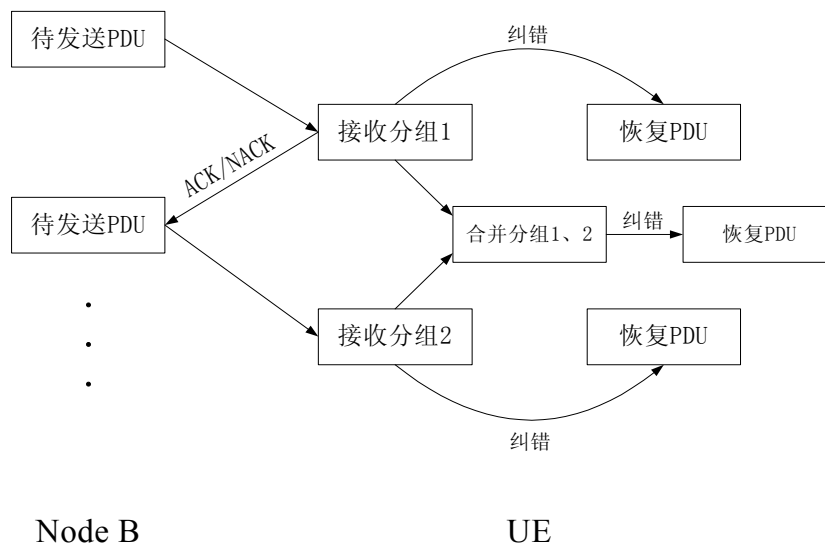 待发送PDU
纠错
接收分组1
恢复PDU
ACK/NACK
待发送PDU
合并分组1、2
纠错
恢复PDU
接收分组2
恢复PDU
纠错
Node B
UE